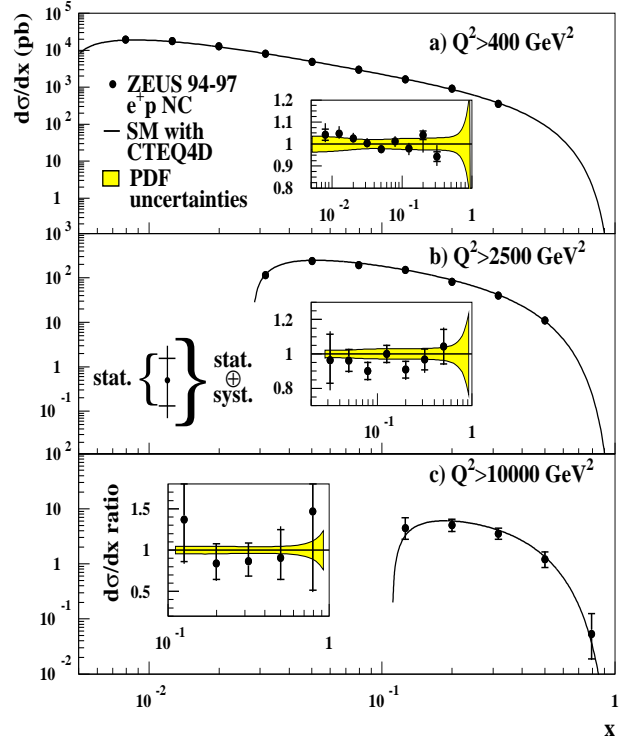 dσ/dx (pb)
10^5
10^4
10^3
10^2
10
1
10^3
a) Q^2>400 GeV^2
ZEUS 94-97
e^+p NC
SM with
CTEQ4D
PDF
uncertainties
1.2
1.1
1
0.9
0.8
10^-2
10^-1
1
10^2
10
1
10^-1
10^2
b) Q^2>2500 GeV^2
stat.
stat.
⊕
syst.
1.2
1
0.8
10^-1
1
10
1
10^-1
10^-2
c) Q^2>10000 GeV^2
dσ/dx ratio
1.5
1
0.5
10^-1
1
10^-2
10^-1
1
x